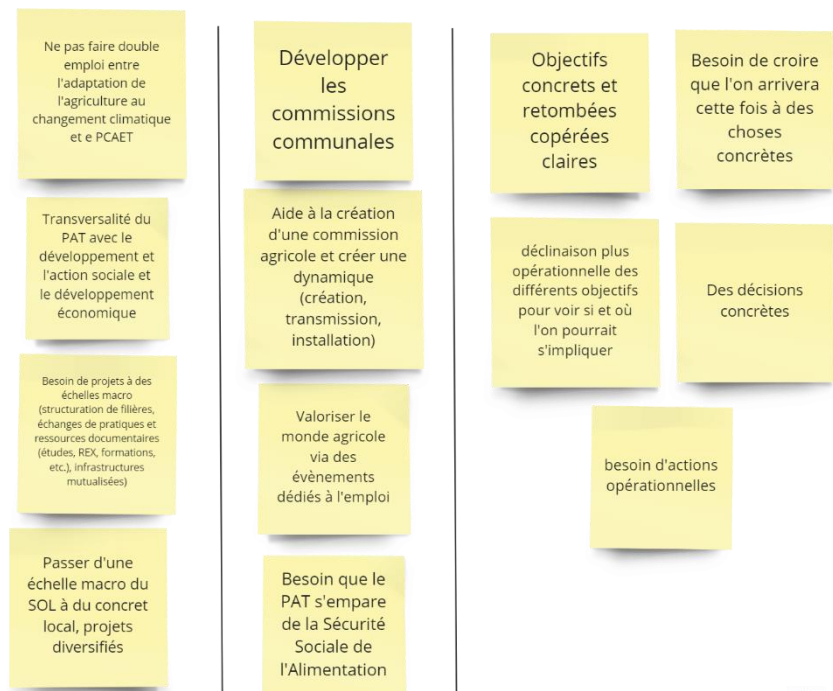 Ne pas faire double
emploi entre
l'adaptation de
l'agriculture au
changement climatique
et e PCAET
Transversalité du
PAT avec le
développement et
l'action sociale et
le développement
économique
Besoin de projets à des
échelles macro
(structuration de filières,
échanges de pratiques et
ressources documentaires
(études, REX, formations,
etc.), infrastructures
mutualisées)
Passer d'une
échelle macro du
SOL à du concret
local, projets
diversifiés
Développer
les
commissions
communales
Aide à la création
d'une commission
agricole et créer une
dynamique
(création,
transmission,
installation)
Valoriser le
monde agricole
via des
évènements
dédiés à l'emploi
Besoin que le
PAT s'empare
de la Sécurité
Sociale de
l'Alimentation
Objectifs
concrets et
retombées
copérées
claires
Besoin de croire
que l'on arrivera
cette fois à des
choses
concrètes
déclinaison plus
opérationnelle des
différents objectifs
pour voir si et où
l'on pourrait
s'impliquer
Des décisions
concrètes
besoin d'actions
opérationnelles